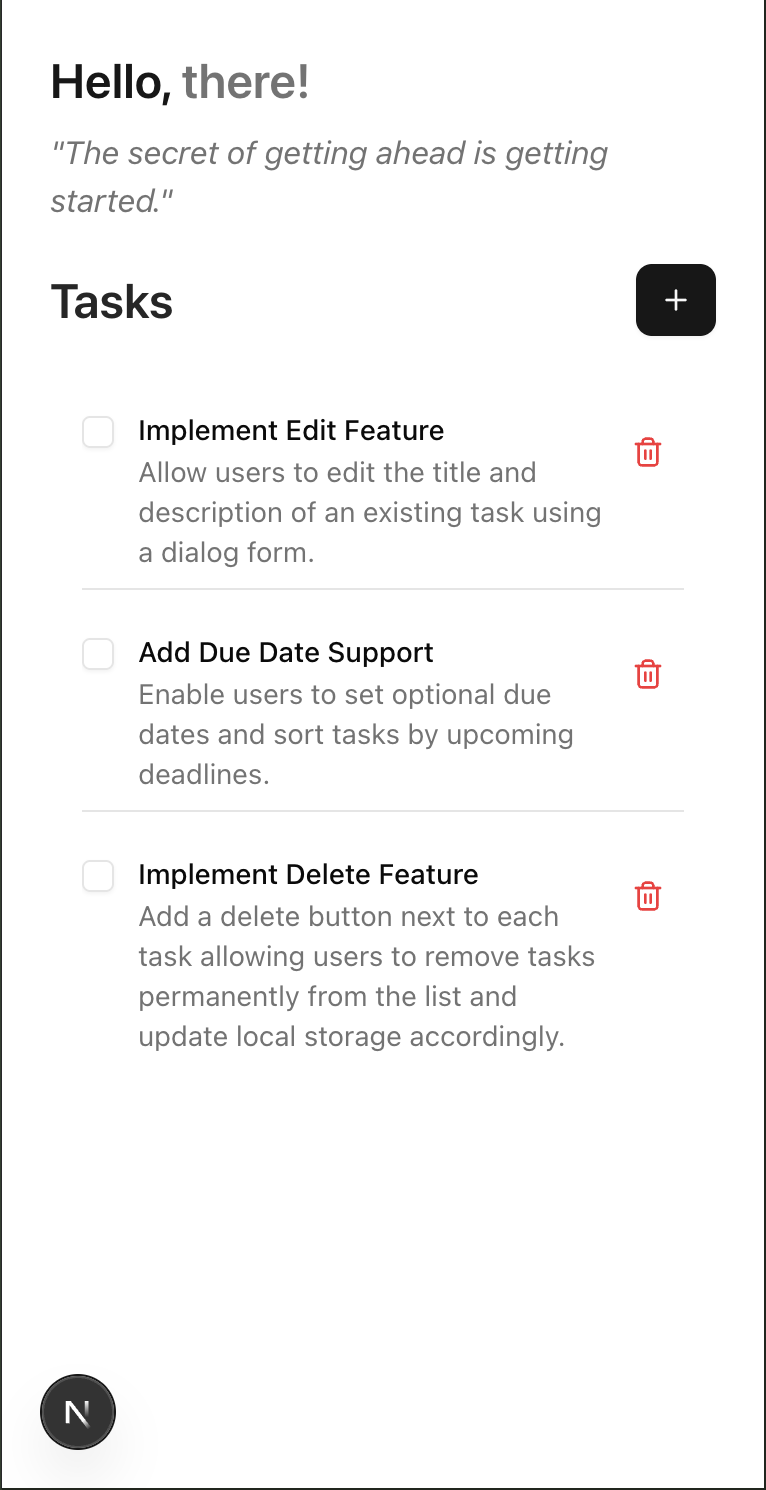 Hello, there!
"The secret of getting ahead is getting
started."
Tasks
Implement Edit Feature
Allow users to edit the title and
description of an existing task using
a dialog form.
Add Due Date Support
Enable users to set optional due
dates and sort tasks by upcoming
deadlines.
Implement Delete Feature
Add a delete button next to each
task allowing users to remove tasks
permanently from the list and
update local storage accordingly.
N